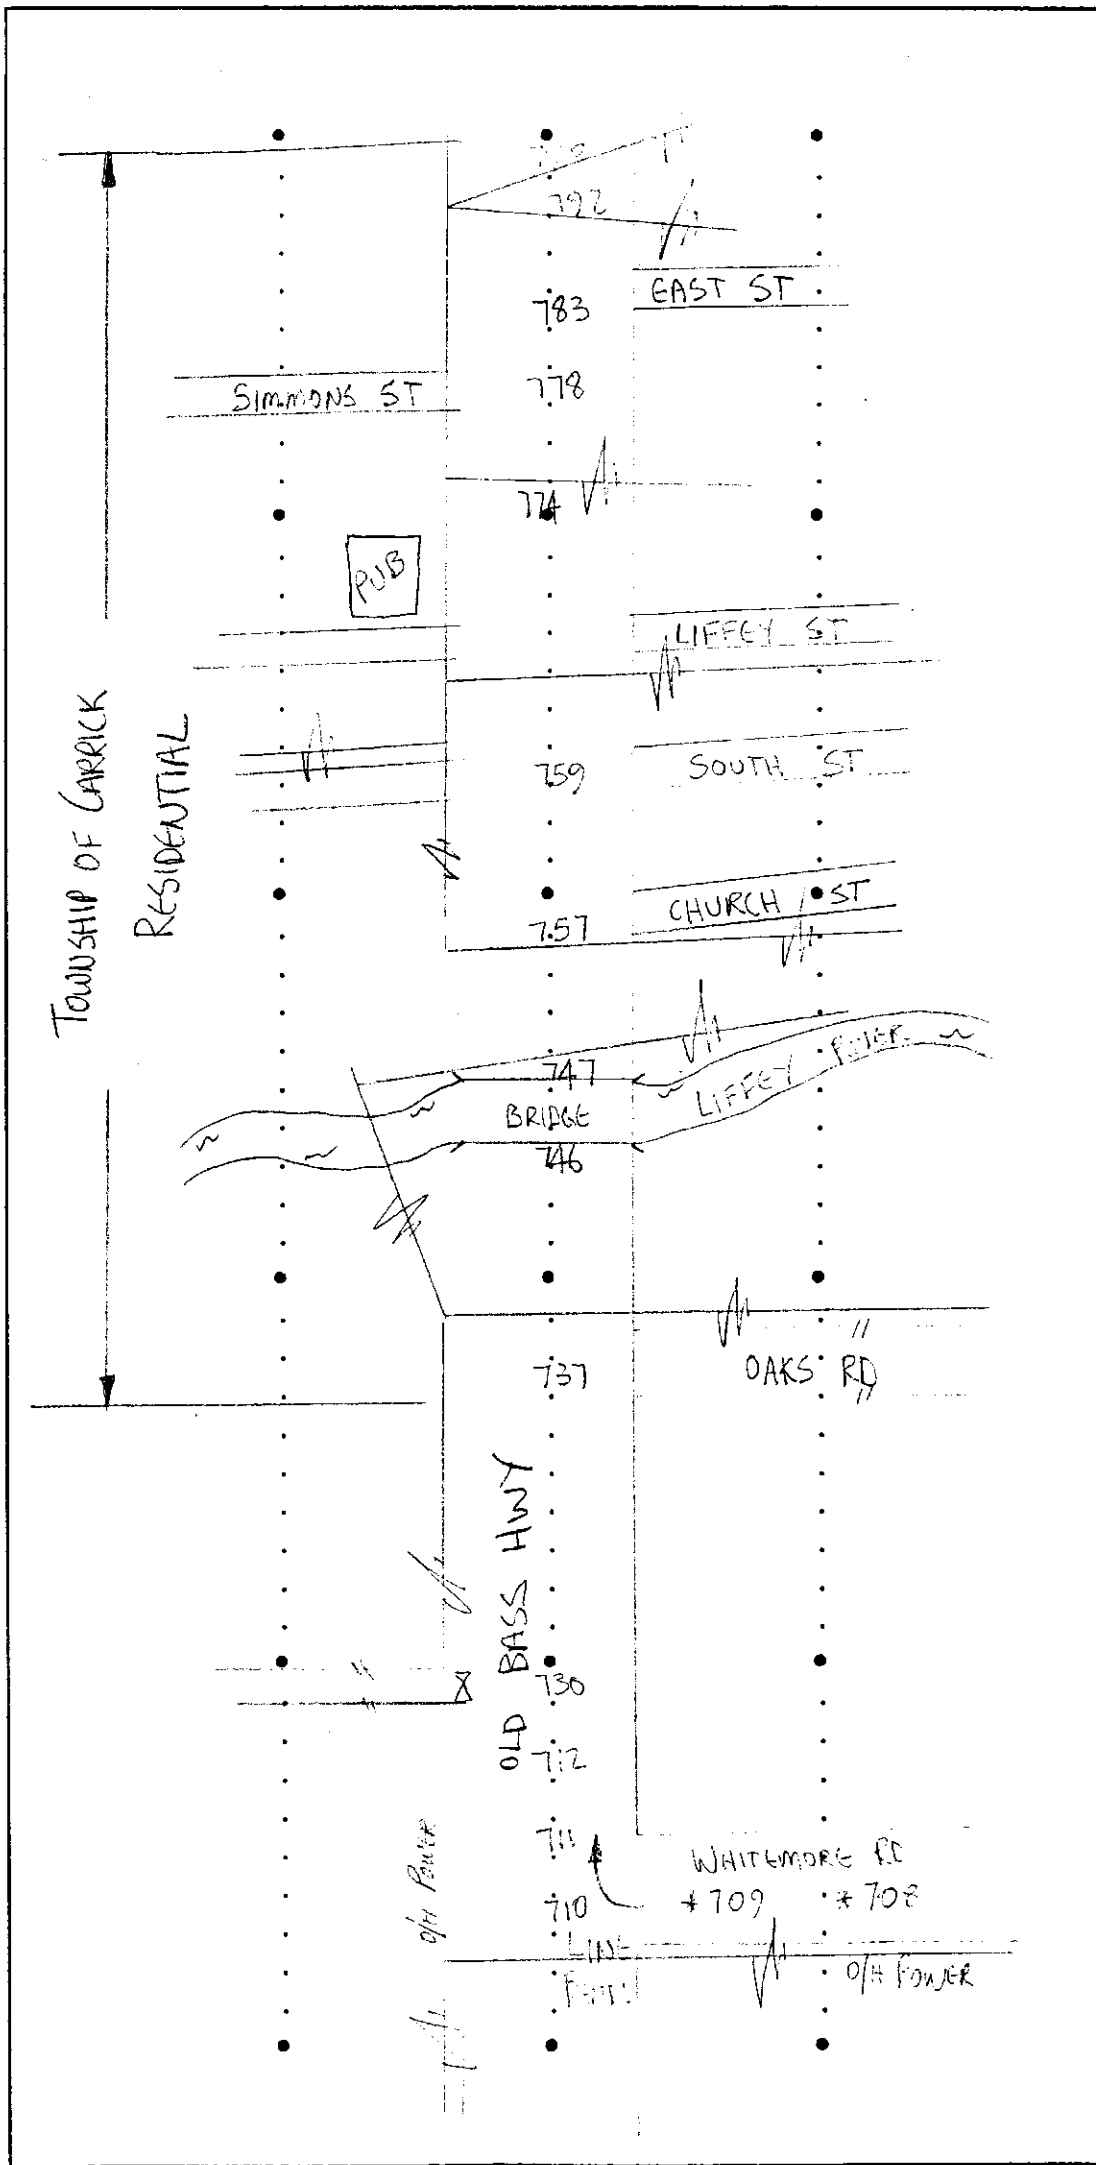 792
EAST ST
783
778
SIMMONS ST
774
PUB
LIFFEY ST
TOWNSHIP OF CARRICK
RESIDENTIAL
759
SOUTH ST
CHURCH ST
757
747
LIFFEY RIVER
BRIDGE
746
737
OAKS RD
OLD BASS HWY
730
712
711
O/H POWER
WHITEMORE RD
710
* 709
* 708
LINE
O/H POWER